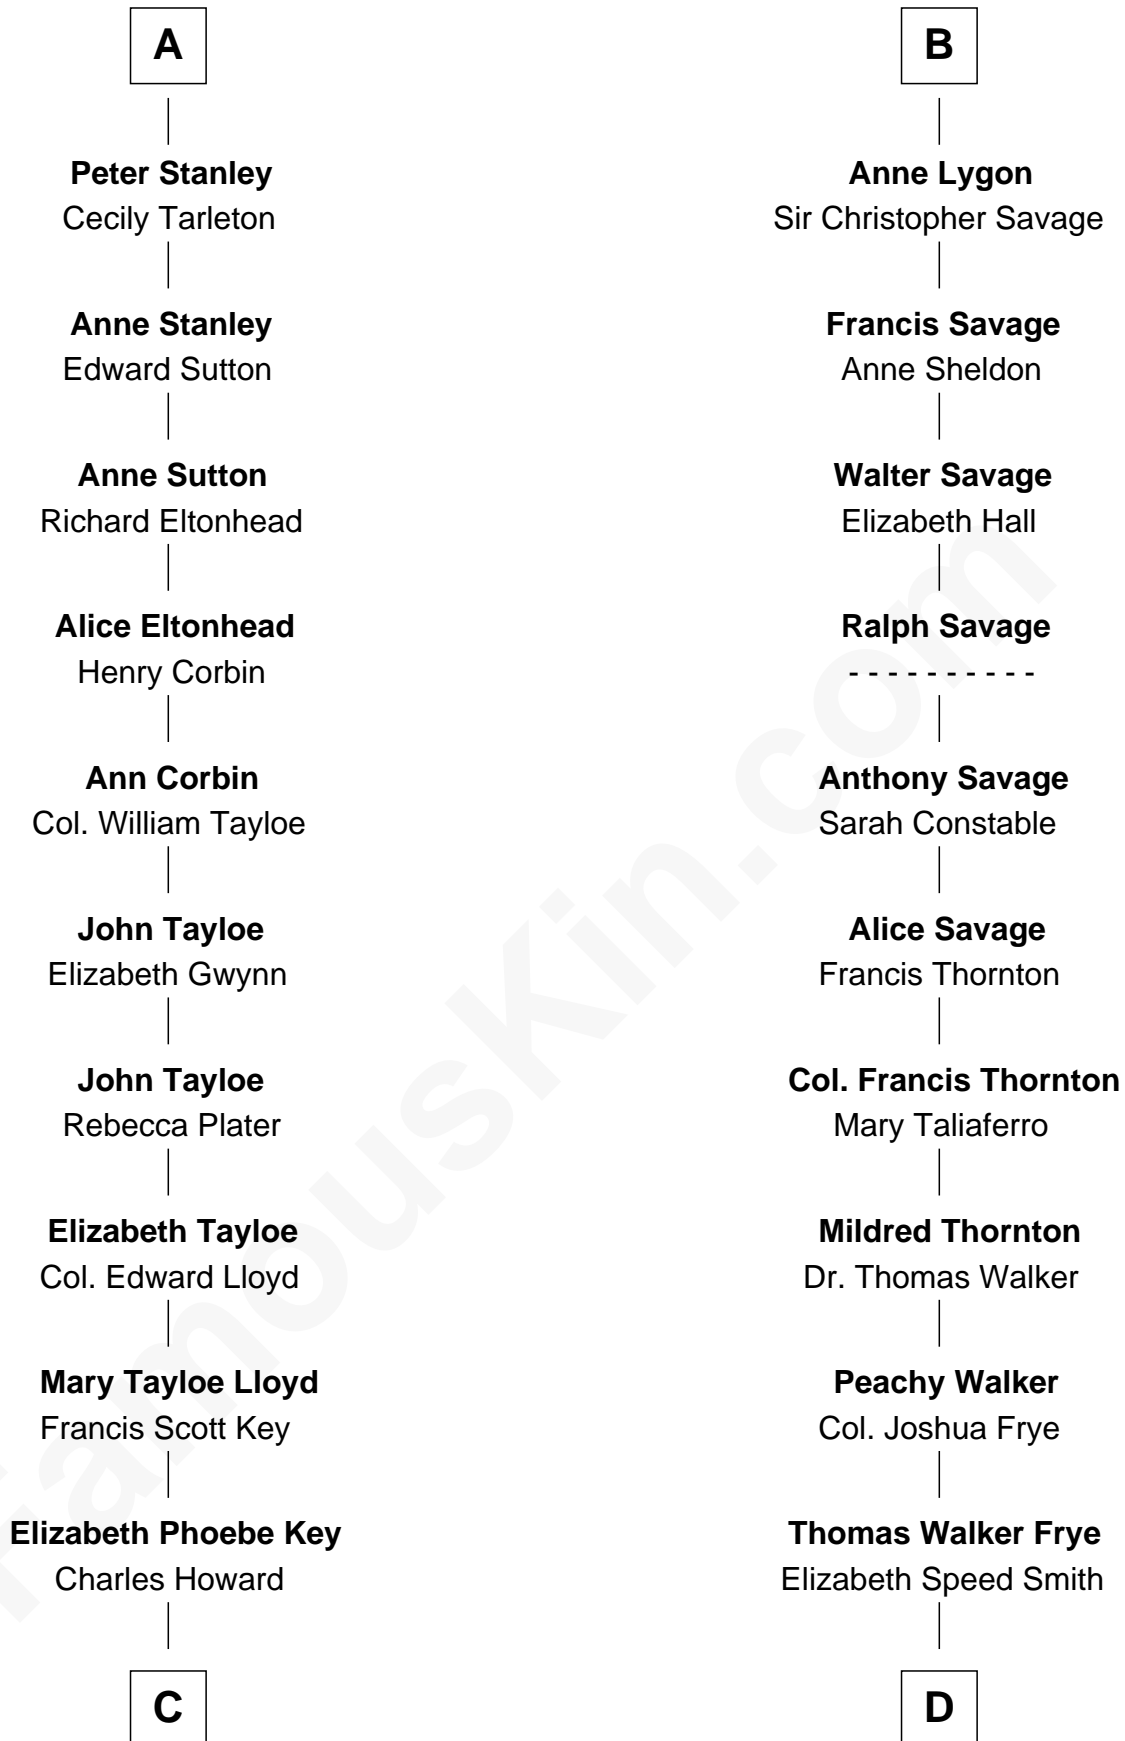 A
Peter Stanley
Cecily Tarleton
Anne Stanley
Edward Sutton
Anne Sutton
Richard Eltonhead
Alice Eltonhead
Henry Corbin
Ann Corbin
Col. William Tayloe
John Tayloe
Elizabeth Gwynn
John Tayloe
Rebecca Plater
Elizabeth Tayloe
Col. Edward Lloyd
Mary Tayloe Lloyd
Francis Scott Key
Elizabeth Phoebe Key
Charles Howard
C
B
Anne Lygon
Sir Christopher Savage
Francis Savage
Anne Sheldon
Walter Savage
Elizabeth Hall
Ralph Savage
- - - - - - - - - -
Anthony Savage
Sarah Constable
Alice Savage
Francis Thornton
Col. Francis Thornton
Mary Taliaferro
Mildred Thornton
Dr. Thomas Walker
Peachy Walker
Col. Joshua Frye
Thomas Walker Frye
Elizabeth Speed Smith
D
FamousKin.com